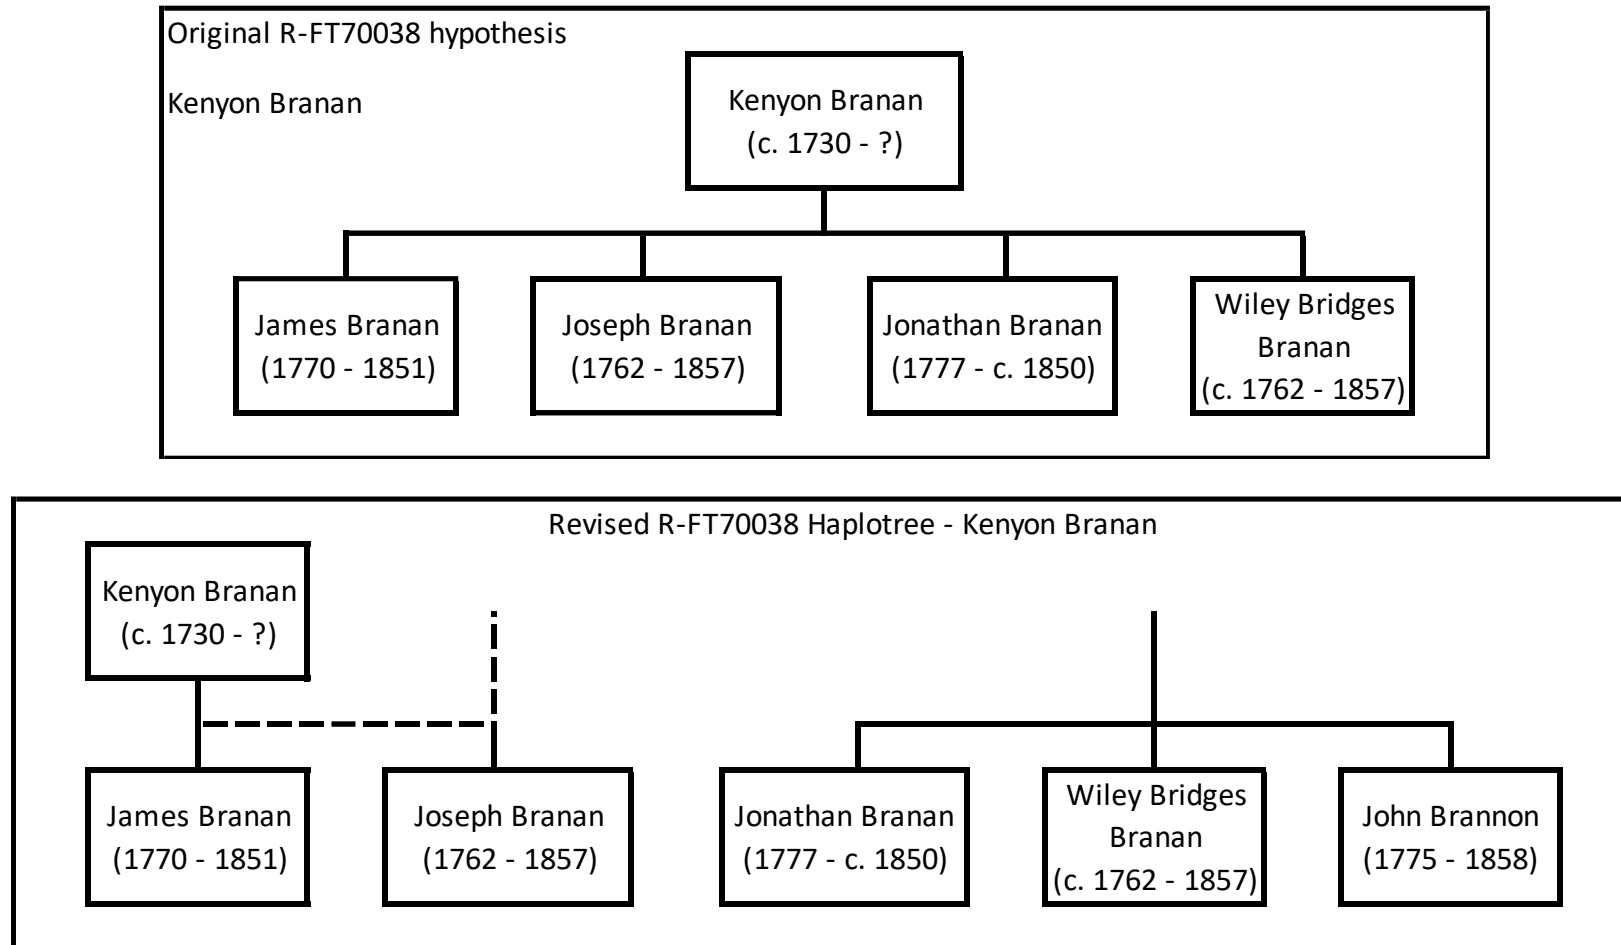 Original R-FT70038 hypothesis
Kenyon Branan
Kenyon Branan
(c. 1730 - ?)
James Branan
(1770 - 1851)
Joseph Branan
(1762 - 1857)
Jonathan Branan
(1777 - c. 1850)
Wiley Bridges
Branan
(c. 1762 - 1857)
Revised R-FT70038 Haplotree - Kenyon Branan
Kenyon Branan
(c. 1730 - ?)
James Branan
(1770 - 1851)
Joseph Branan
(1762 - 1857)
Jonathan Branan
(1777 - c. 1850)
Wiley Bridges
Branan
(c. 1762 - 1857)
John Brannon
(1775 - 1858)